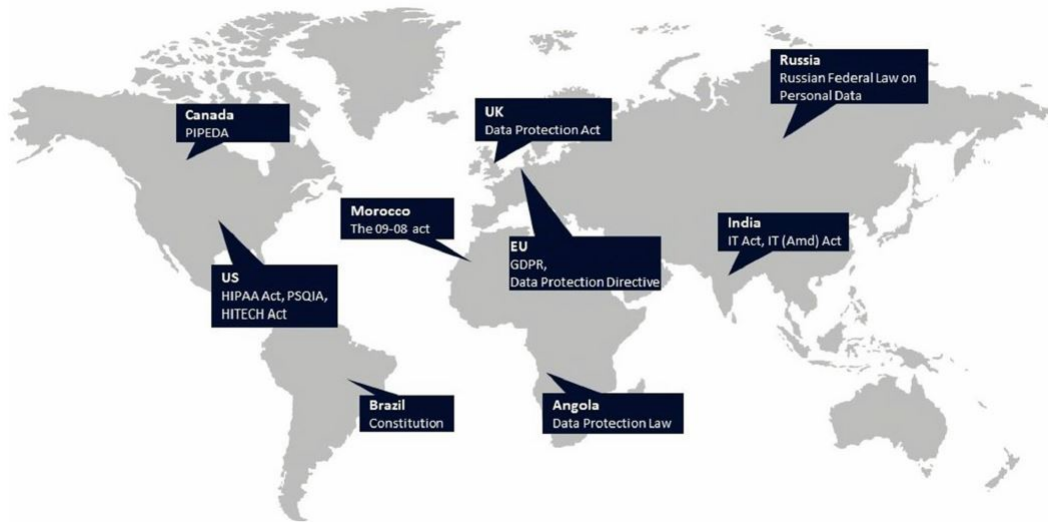 Russia
Russian Federal Law on
Personal Data
Canada
PIPEDA
UK
Data Protection Act
Morocco
The 09-08 act
India
IT Act, IT (Amd) Act
EU
GDPR,
Data Protection Directive
US
HIPAA Act, PSQIA,
HITECH Act
Brazil
Constitution
Angola
Data Protection Law